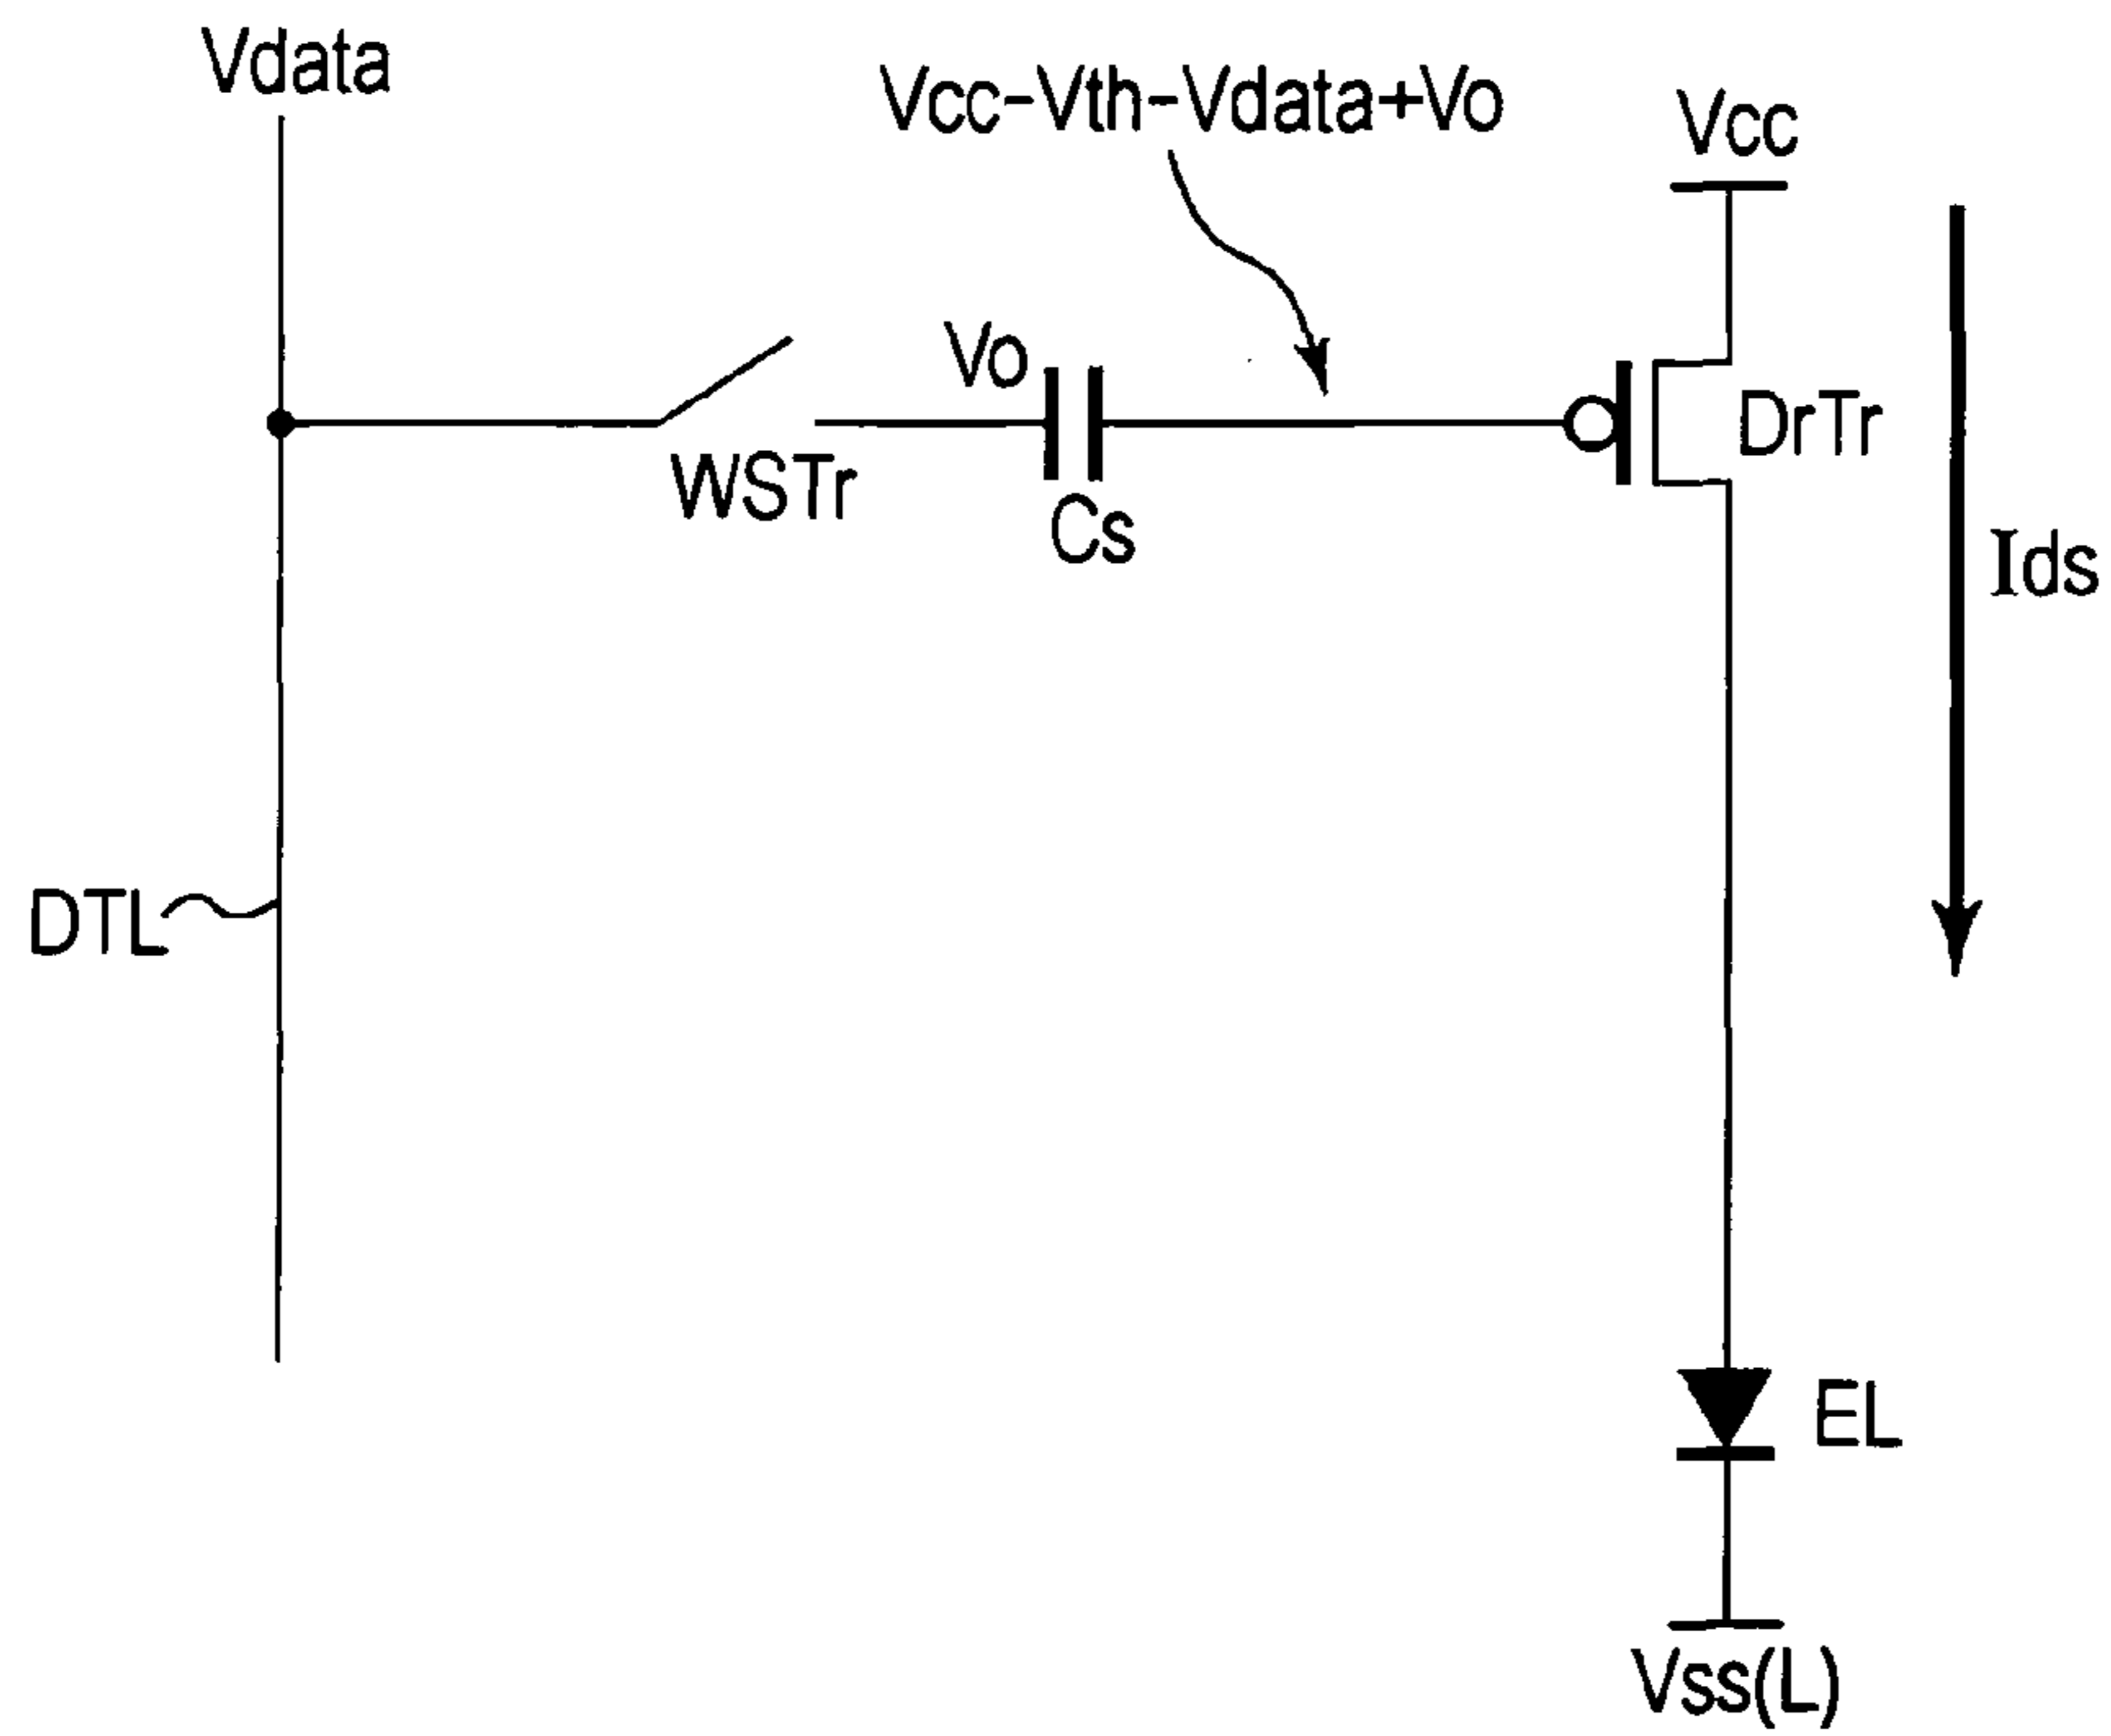 Vdata
Vcc-Vth-Vdata+Vo
Vcc
Vo
WSTr
Cs
DrTr
Ids
DTL
EL
Vss(L)